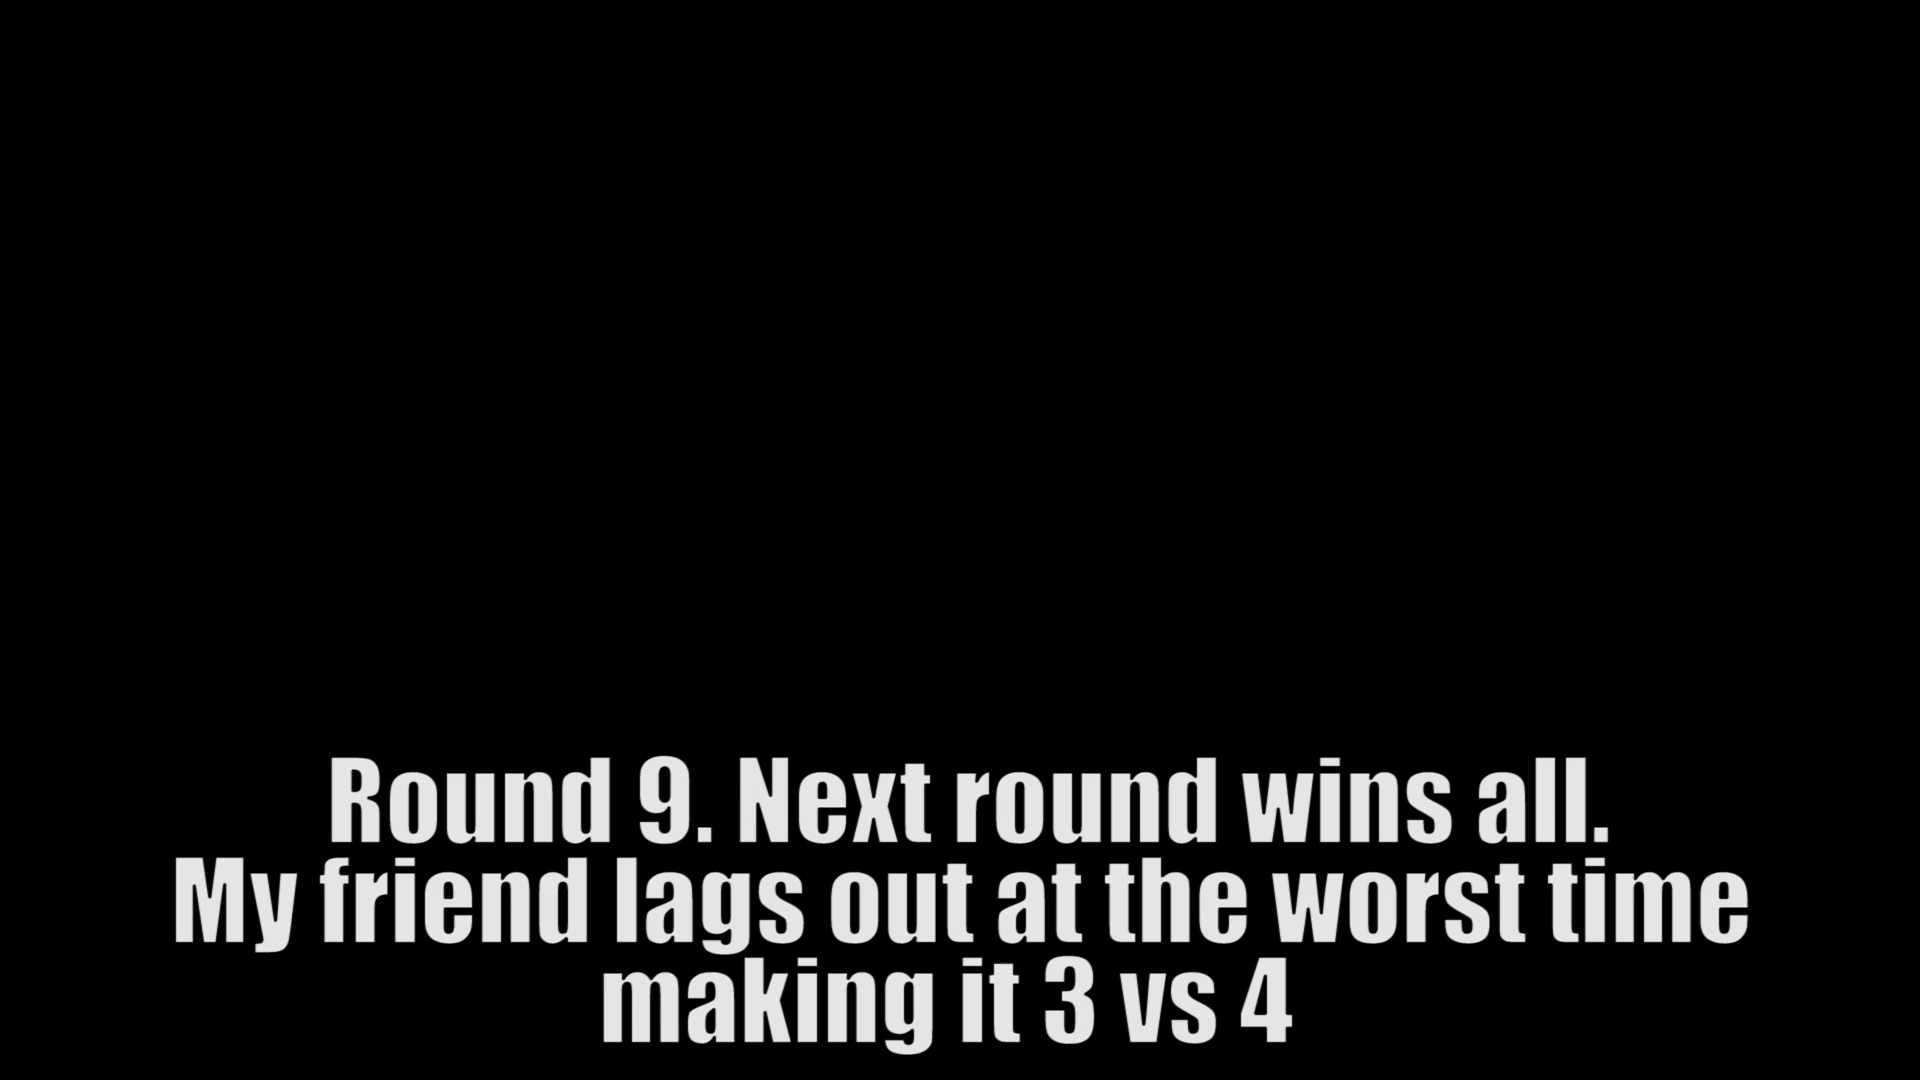 Round 9. Next round wins all.
My friend lags out at the worst time
making it 3 vs 4